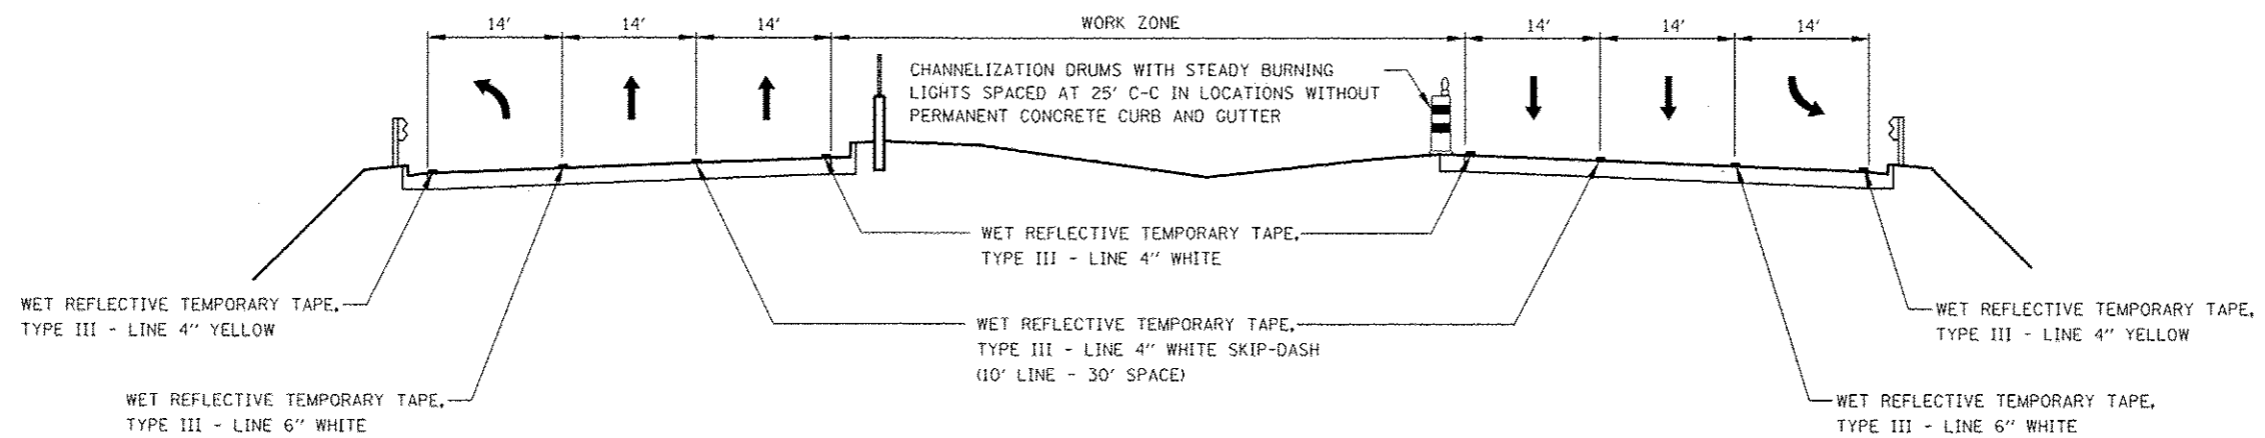 14' 14' 14' WORK ZONE 14' 14' 14'
CHANNELIZATION DRUMS WITH STEADY BURNING
LIGHTS SPACED AT 25' C-C IN LOCATIONS WITHOUT
PERMANENT CONCRETE CURB AND GUTTER
WET REFLECTIVE TEMPORARY TAPE,
TYPE III - LINE 4" WHITE
WET REFLECTIVE TEMPORARY TAPE,
TYPE III - LINE 4" YELLOW
WET REFLECTIVE TEMPORARY TAPE,
TYPE III - LINE 4" WHITE SKIP-DASH
(10' LINE - 30' SPACE)
WET REFLECTIVE TEMPORARY TAPE,
TYPE III - LINE 4" YELLOW
WET REFLECTIVE TEMPORARY TAPE,
TYPE III - LINE 6" WHITE
WET REFLECTIVE TEMPORARY TAPE,
TYPE III - LINE 6" WHITE